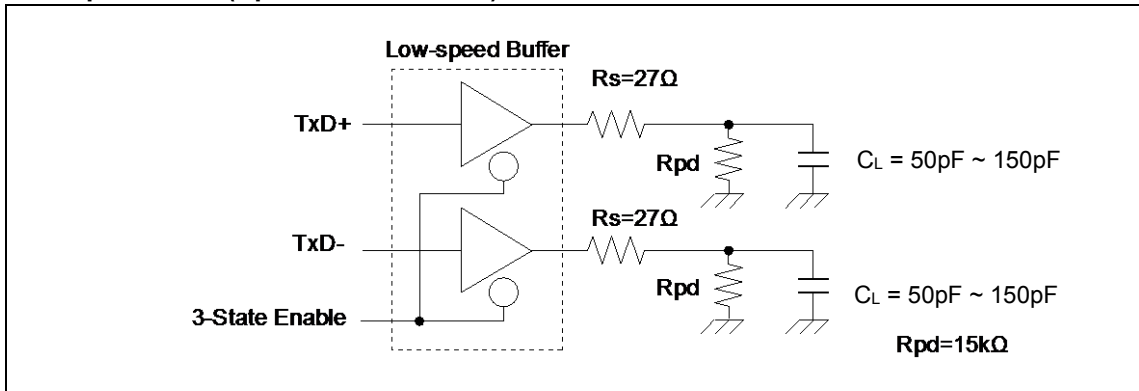 Low-speed Buffer
Rs=27Ω
TxD+
Rpd
CL = 50pF ~ 150pF
Rs=27Ω
TxD-
Rpd
CL = 50pF ~ 150pF
3-State Enable
Rpd=15kΩ